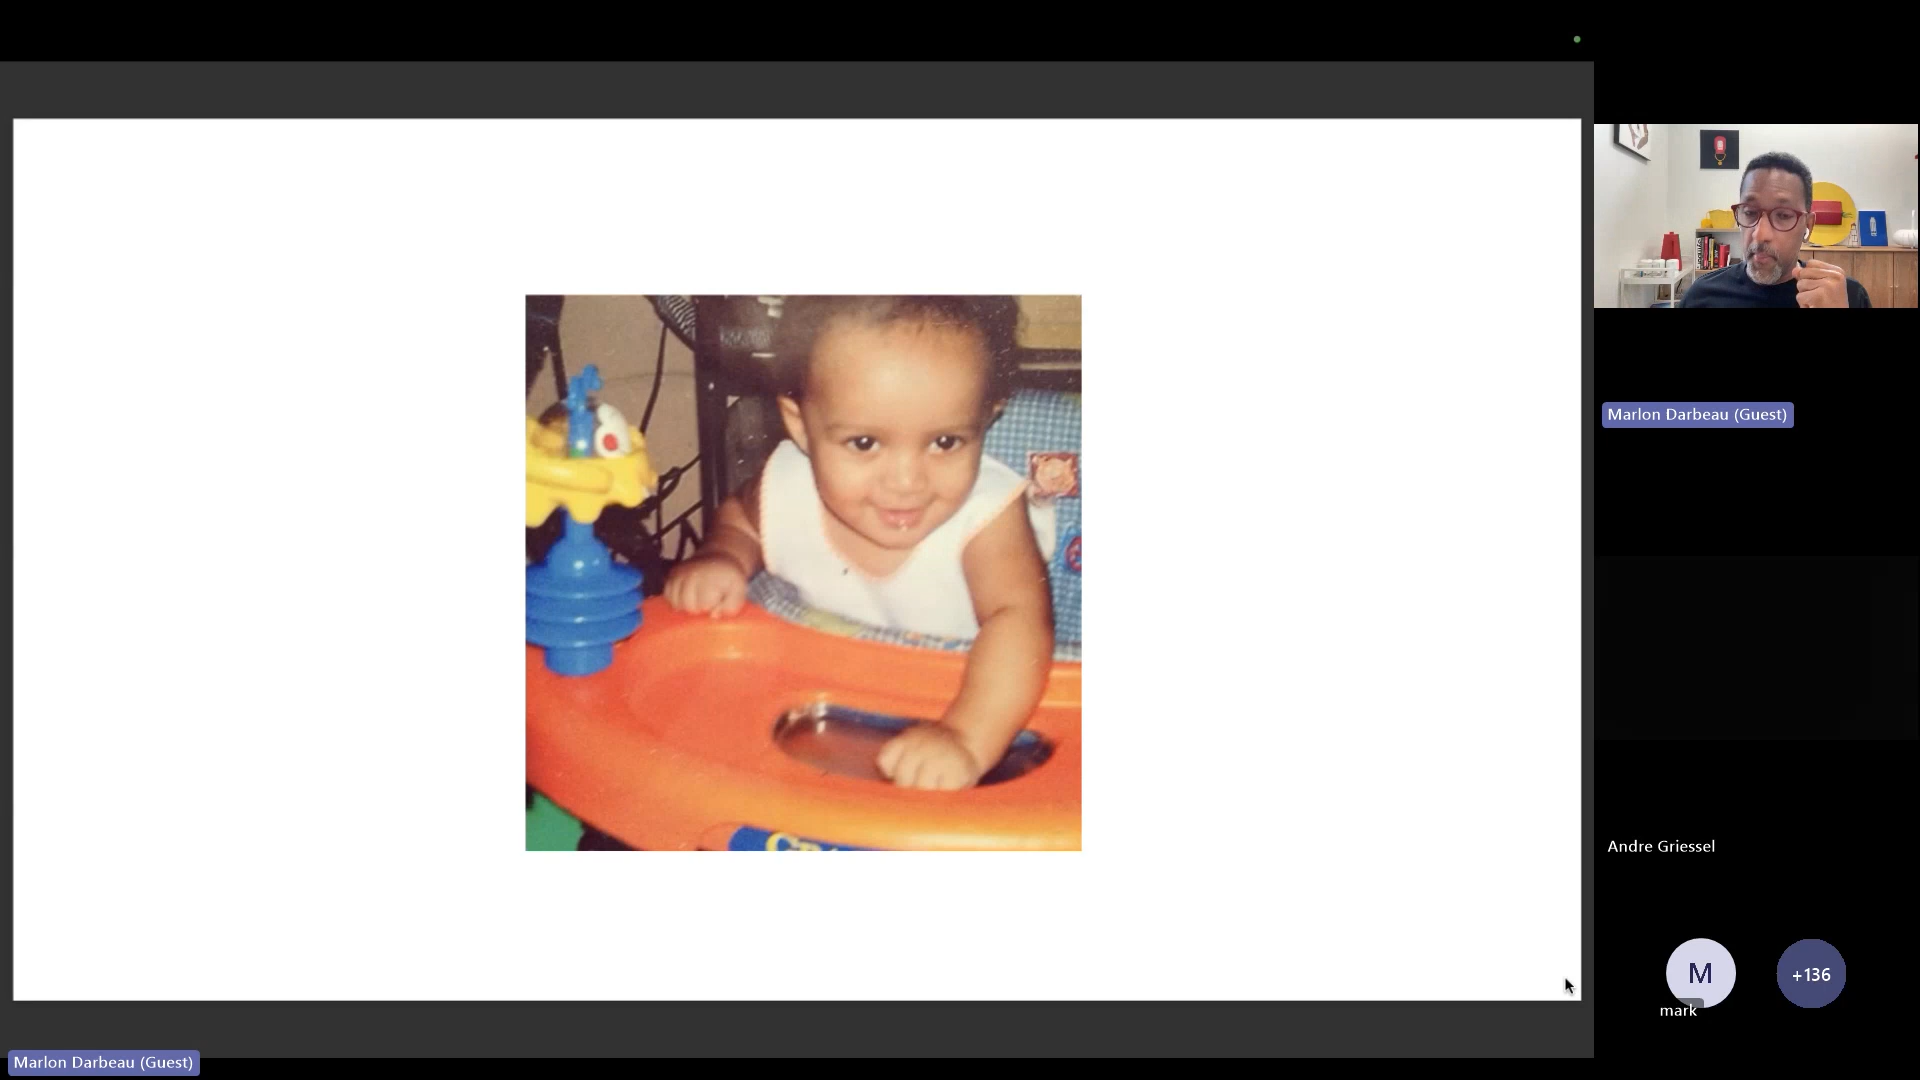 Marlon Darbeau (Guest)
Andre Griessel
M
+136
mark
Marlon Darbeau (Guest)